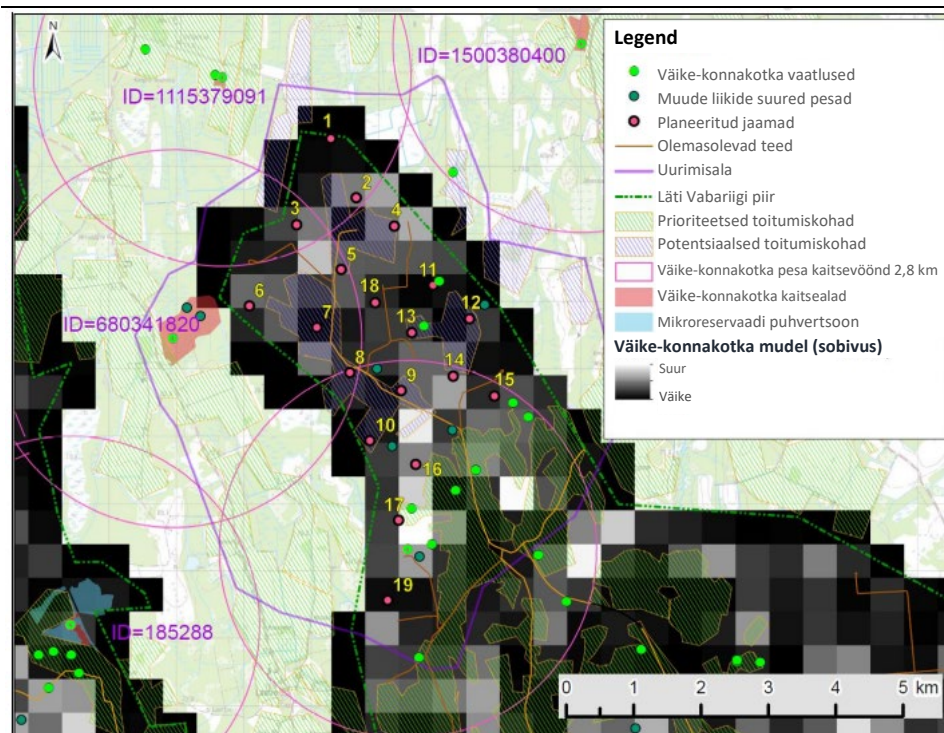 N
ID=1115379091
ID=1500380400
ID=680341820
ID=185288
1
2
3
4
5
6
7
8
9
10
11
12
13
14
15
16
17
18
19
Legend
Väike-konnakotka vaatlused
Muude liikide suured pesad
Planeeritud jaamad
Olemasolevad teed
Uurimisala
Läti Vabariigi piir
Prioriteetsed toitumiskohad
Potentsiaalsed toitumiskohad
Väike-konnakotka pesa kaitsevöönd 2,8 km
Väike-konnakotka kaitsealad
Mikroreservaadi puhvertsoon
Väike-konnakotka mudel (sobivus)
Suur
Väike
0 1 2 3 4 5 km